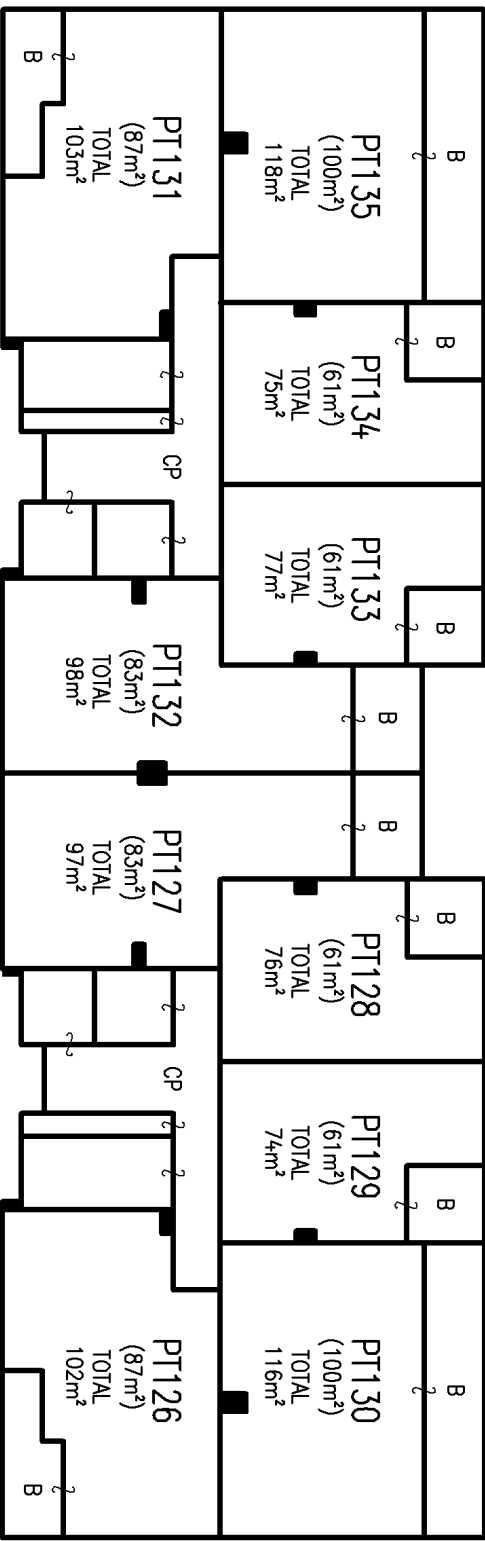 B
PT135
(100m²)
TOTAL
118m²
B
PT134
(61m²)
TOTAL
75m²
B
PT133
(61m²)
TOTAL
77m²
B
PT132
(83m²)
TOTAL
98m²
B
PT127
(83m²)
TOTAL
97m²
B
PT128
(61m²)
TOTAL
76m²
B
PT129
(61m²)
TOTAL
74m²
B
PT130
(100m²)
TOTAL
116m²
PT131
(87m²)
TOTAL
103m²
B
CP
CP
PT126
(87m²)
TOTAL
102m²
B